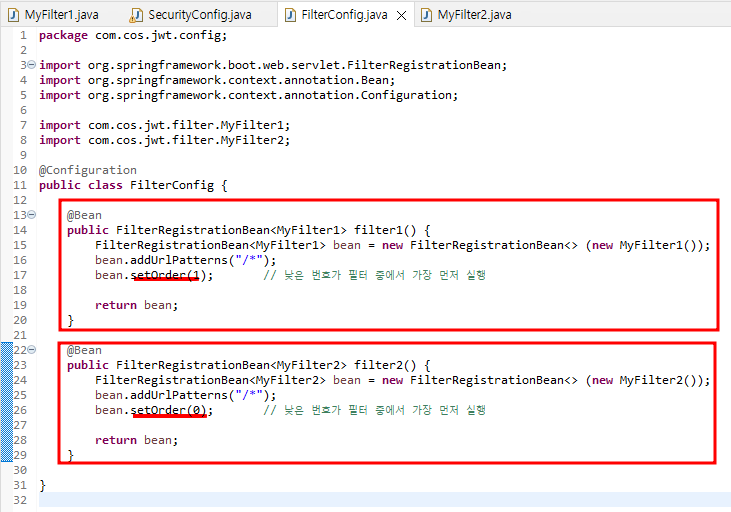 MyFilter1.java SecurityConfig.java FilterConfig.java MyFilter2.java
1 package com.cos.jwt.config;
2
3 import org.springframework.boot.web.servlet.FilterRegistrationBean;
4 import org.springframework.context.annotation.Bean;
5 import org.springframework.context.annotation.Configuration;
6
7 import com.cos.jwt.filter.MyFilter1;
8 import com.cos.jwt.filter.MyFilter2;
9
10 @Configuration
11 public class FilterConfig {
12
13 @Bean
14 public FilterRegistrationBean<MyFilter1> filter1() {
15 FilterRegistrationBean<MyFilter1> bean = new FilterRegistrationBean<> (new MyFilter1());
16 bean.addUrlPatterns("/*");
17 bean.setOrder(1); // 낮은 번호가 필터 중에서 가장 먼저 실행
18
19 return bean;
20 }
21
22 @Bean
23 public FilterRegistrationBean<MyFilter2> filter2() {
24 FilterRegistrationBean<MyFilter2> bean = new FilterRegistrationBean<> (new MyFilter2());
25 bean.addUrlPatterns("/*");
26 bean.setOrder(0); // 낮은 번호가 필터 중에서 가장 먼저 실행
27
28 return bean;
29 }
30
31 }
32